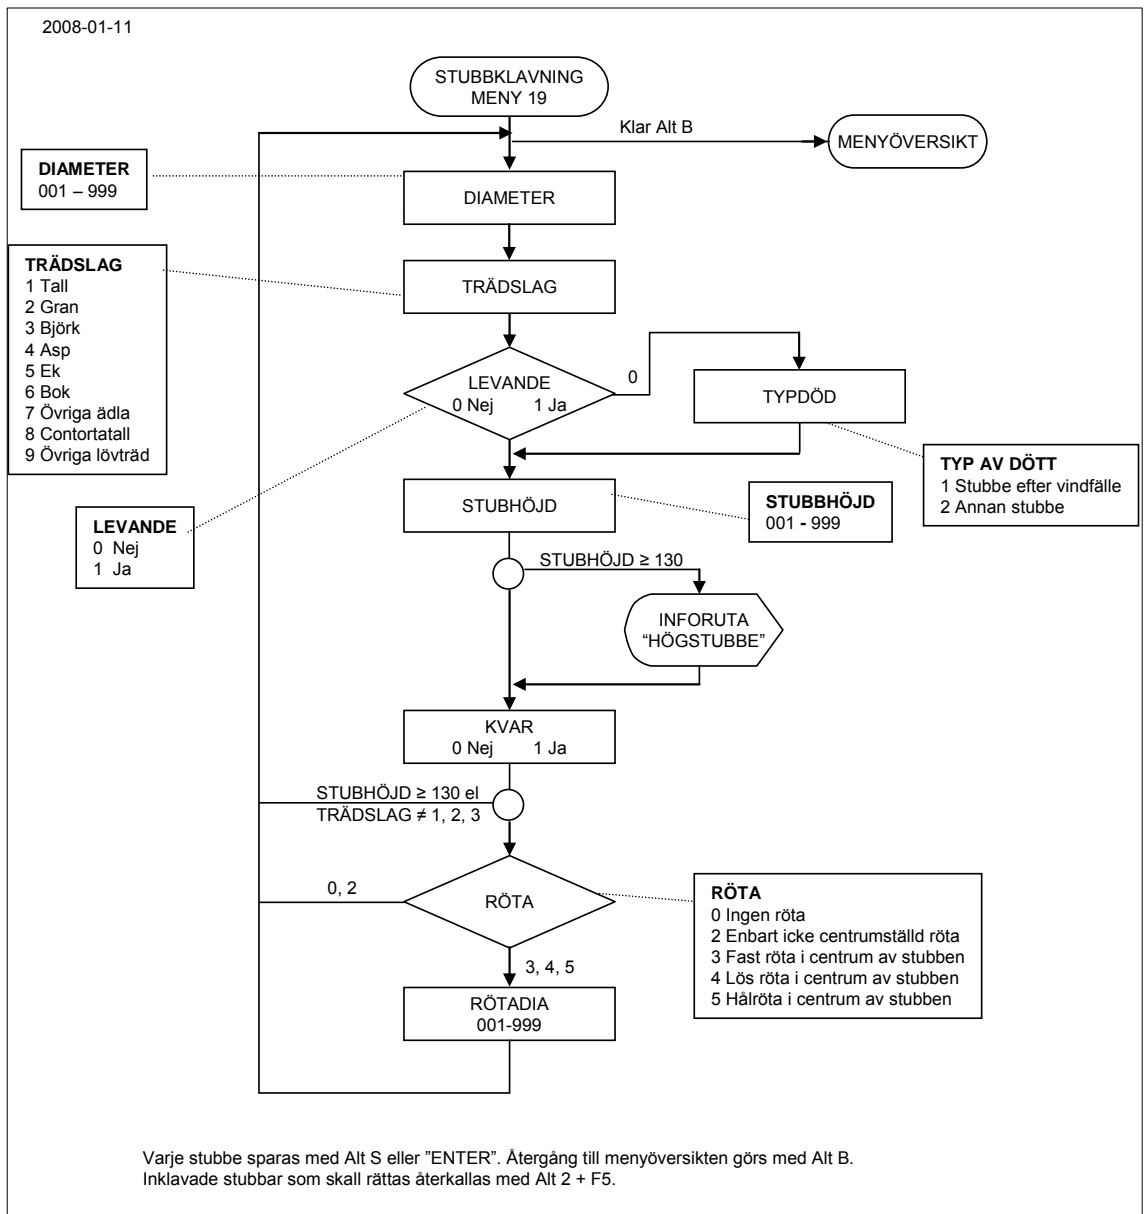 2008-01-11
STUBBKLAVNING
MENY 19
Klar Alt B
MENYÖVERSIKT
DIAMETER
001 – 999
DIAMETER
TRÄDSLAG
1 Tall
2 Gran
3 Björk
4 Asp
5 Ek
6 Bok
7 Övriga ädla
8 Contortatall
9 Övriga lövträd
TRÄDSLAG
LEVANDE
0 Nej 1 Ja
0
TYPDÖD
TYP AV DÖTT
1 Stubbe efter vindfälle
2 Annan stubbe
LEVANDE
0 Nej
1 Ja
STUBHÖJD
STUBBHÖJD
001 - 999
STUBHÖJD ≥ 130
INFORUTA
“HÖGSTUBBE”
KVAR
0 Nej 1 Ja
STUBHÖJD ≥ 130 el
TRÄDSLAG ≠ 1, 2, 3
0, 2
RÖTA
RÖTA
0 Ingen röta
2 Enbart icke centrumställd röta
3 Fast röta i centrum av stubben
4 Lös röta i centrum av stubben
5 Hålröta i centrum av stubben
3, 4, 5
RÖTADIA
001-999
Varje stubbe sparas med Alt S eller ”ENTER”. Återgång till menyöversikten görs med Alt B.
Inklavade stubbar som skall rättas återkallas med Alt 2 + F5.